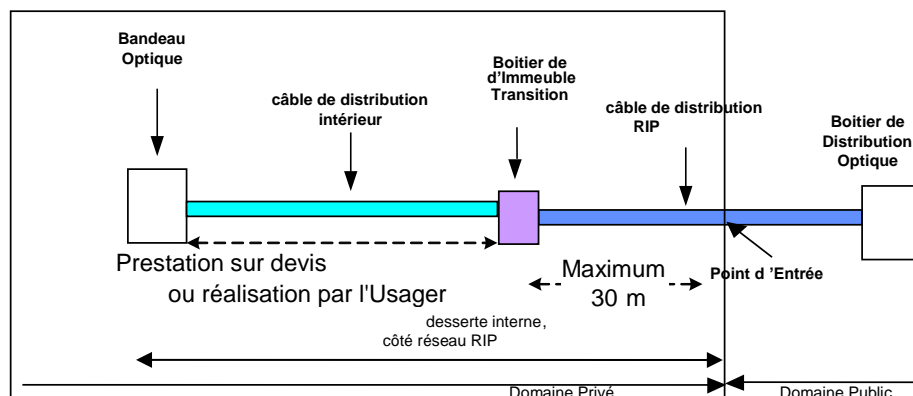 Bandeau
Optique
câble de distribution
intérieur
Boitier de
d'Immeuble
Transition
câble de distribution
RIP
Boitier de
Distribution
Optique
Prestation sur devis
ou réalisation par l'Usager
Maximum
30 m
Point d 'Entrée
desserte interne,
côté réseau RIP
Domaine Privé
Domaine Public